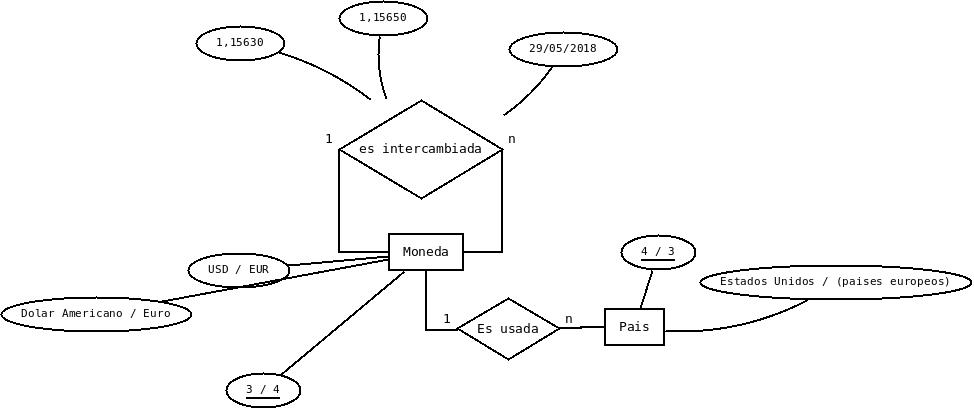 1,15650
1,15630
29/05/2018
1
n
es intercambiada
Moneda
4 / 3
USD / EUR
Estados Unidos / (paises europeos)
Dolar Americano / Euro
1
n
Es usada
Pais
3 / 4